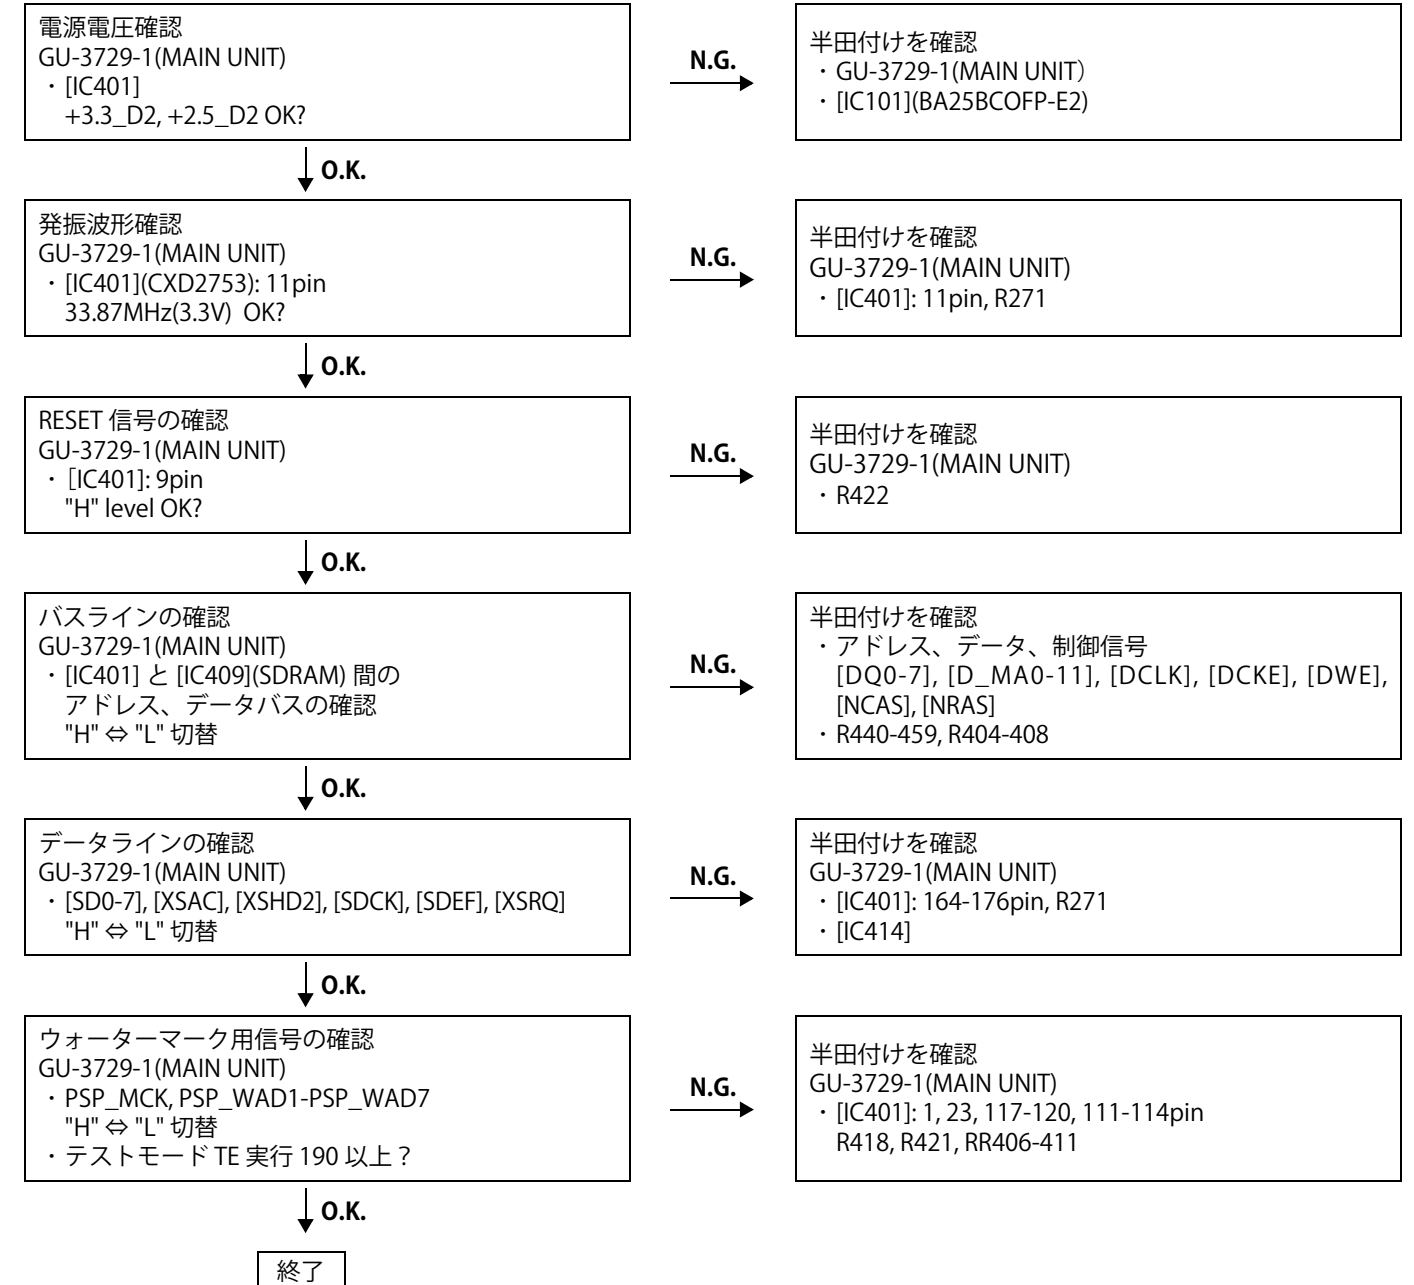 電源電圧確認
GU-3729-1(MAIN UNIT)
・[IC401]
+3.3_D2, +2.5_D2 OK?
N.G.
半田付けを確認
・GU-3729-1(MAIN UNIT）
・[IC101](BA25BCOFP-E2)
O.K.
発振波形確認
GU-3729-1(MAIN UNIT)
・[IC401](CXD2753): 11pin
33.87MHz(3.3V) OK?
N.G.
半田付けを確認
GU-3729-1(MAIN UNIT)
・[IC401]: 11pin, R271
O.K.
RESET 信号の確認
GU-3729-1(MAIN UNIT)
・［IC401]: 9pin
"H" level OK?
N.G.
半田付けを確認
GU-3729-1(MAIN UNIT)
・R422
O.K.
バスラインの確認
GU-3729-1(MAIN UNIT)
・[IC401] と [IC409](SDRAM) 間の
アドレス、データバスの確認
"H" ⇔ "L" 切替
N.G.
半田付けを確認
・アドレス、データ、制御信号
[DQ0-7], [D_MA0-11], [DCLK], [DCKE], [DWE],
[NCAS], [NRAS]
・R440-459, R404-408
O.K.
データラインの確認
GU-3729-1(MAIN UNIT)
・[SD0-7], [XSAC], [XSHD2], [SDCK], [SDEF], [XSRQ]
"H" ⇔ "L" 切替
N.G.
半田付けを確認
GU-3729-1(MAIN UNIT)
・[IC401]: 164-176pin, R271
・[IC414]
O.K.
ウォーターマーク用信号の確認
GU-3729-1(MAIN UNIT)
・PSP_MCK, PSP_WAD1-PSP_WAD7
"H" ⇔ "L" 切替
・テストモード TE 実行 190 以上？
N.G.
半田付けを確認
GU-3729-1(MAIN UNIT)
・[IC401]: 1, 23, 117-120, 111-114pin
R418, R421, RR406-411
O.K.
終了